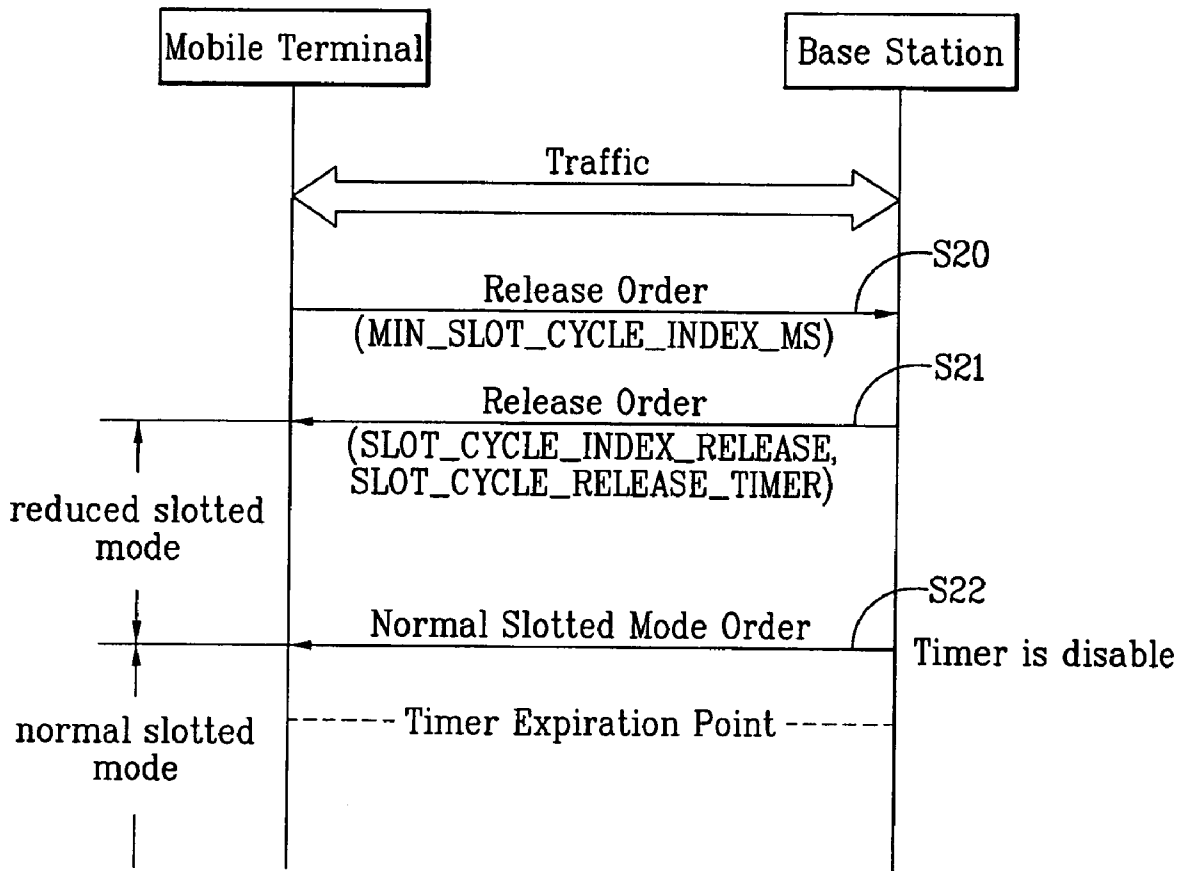 Mobile Terminal
Base Station
Traffic
S20
Release Order
(MIN_SLOT_CYCLE_INDEX_MS)
S21
Release Order
(SLOT_CYCLE_INDEX_RELEASE,
SLOT_CYCLE_RELEASE_TIMER)
reduced slotted
mode
S22
Normal Slotted Mode Order
Timer is disable
Timer Expiration Point
normal slotted
mode